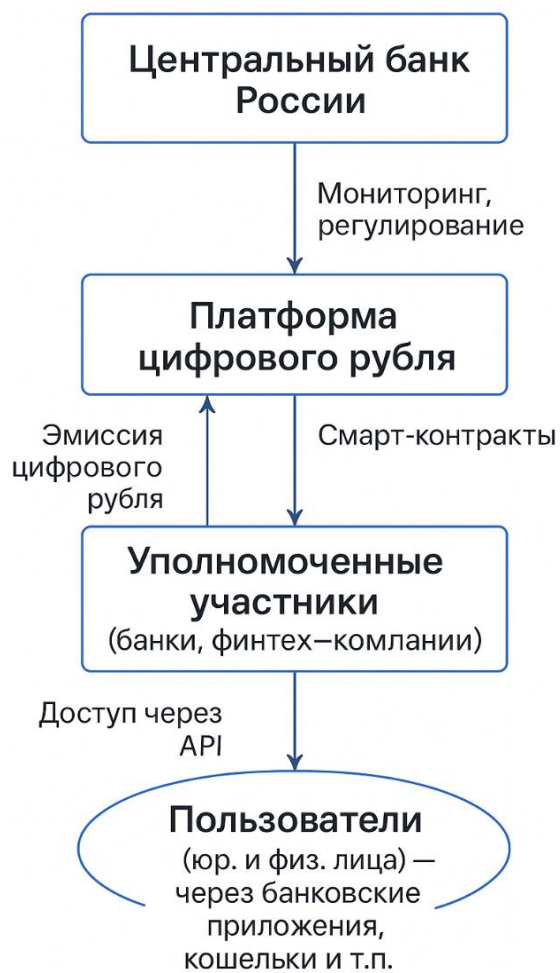 Центральный банк
России
Мониторинг,
регулирование
Платформа
цифрового рубля
Эмиссия
цифрового
рубля
Смарт-контракты
Уполномоченные
участники
(банки, финтех–комлании)
Доступ через
API
Пользователи
(юр. и физ. лица) —
через банковские
приложения,
кошельки и т.п.